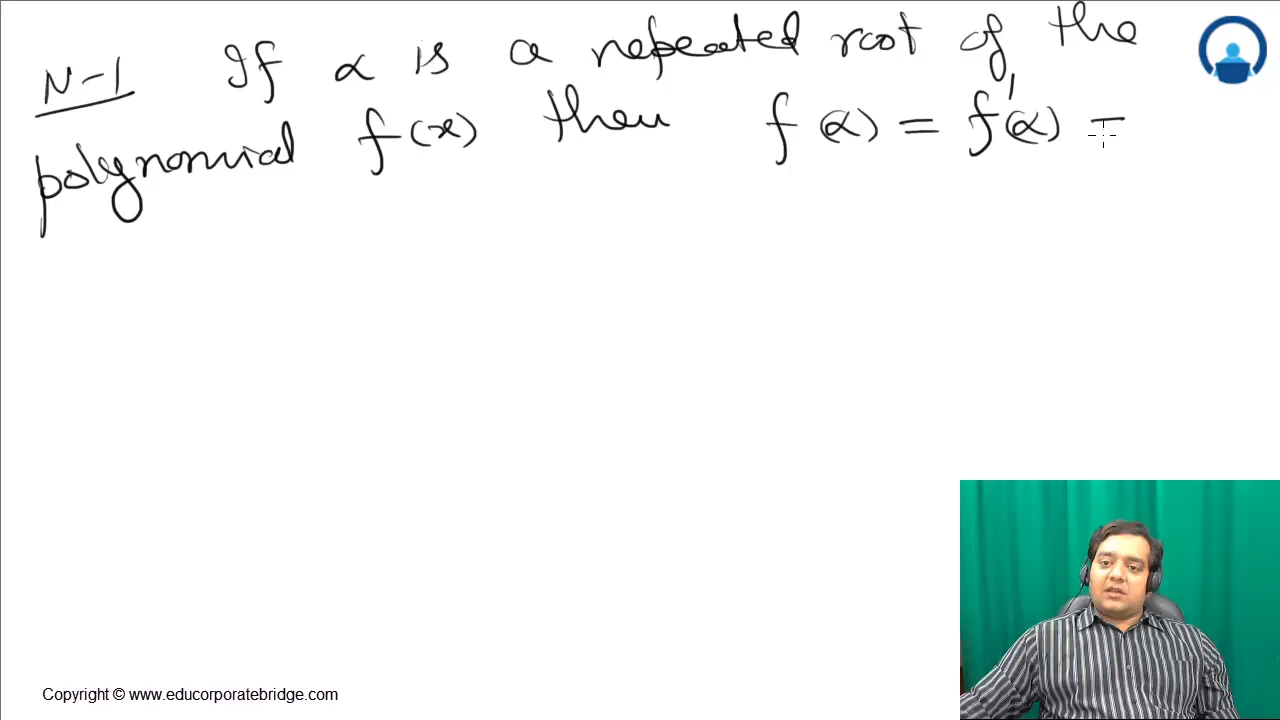 N-1 If α is a repeated root of the
polynomial f(x) then f(α) = f'(α) =
Copyright © www.educorporatebridge.com